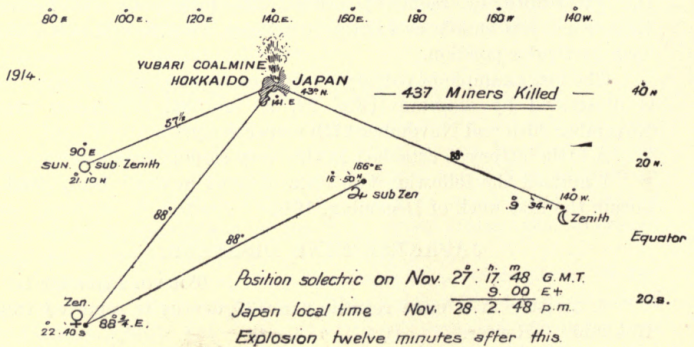 80 E 100 E 120 E 140 E 160 E 180 160 W 140 W
1914.
YUBARI COALMINE
HOKKAIDO JAPAN
43° N.
141. E
— 437 Miners Killed —
40 N
57½
90 E
SUN. sub Zenith
21. 10 N
88°
20 N.
166° E
16. 50 N
♃ sub Zen
140 W.
9 34 N
☾ Zenith
88°
88°
Equator
Zen.
♀ 88¾. E.
22. 40 S
Position solectric on Nov. 27. 17. 48 G.M.T.
9 00 E+
Japan local time Nov. 28. 2. 48 p.m.
Explosion twelve minutes after this.
20. S.